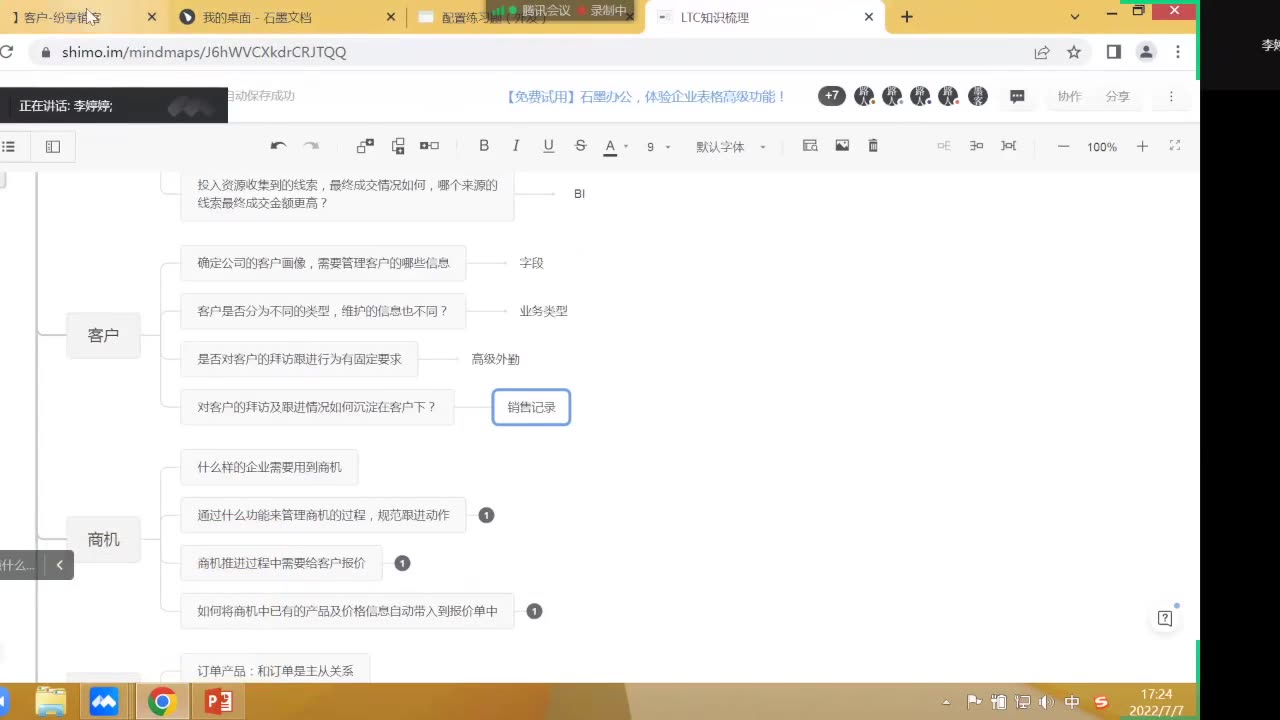 】客户-纷享销客
我的桌面 - 石墨文档
配置练习题（外发）
腾讯会议
录制中
LTC知识梳理
shimo.im/mindmaps/J6hWVCXkdrCRJTQQ
正在讲话: 李婷婷;
自动保存成功
【免费试用】石墨办公，体验企业表格高级功能！
+7
协作
分享
B I U S A 9
默认字体
100%
投入资源收集到的线索，最终成交情况如何，哪个来源的
线索最终成交金额更高？
BI
确定公司的客户画像，需要管理客户的哪些信息
字段
客户是否分为不同的类型，维护的信息也不同？
业务类型
客户
是否对客户的拜访跟进行为有固定要求
高级外勤
对客户的拜访及跟进情况如何沉淀在客户下？
销售记录
什么样的企业需要用到商机
通过什么功能来管理商机的过程，规范跟进动作
1
商机
商机推进过程中需要给客户报价
1
什么...
如何将商机中已有的产品及价格信息自动带入到报价单中
1
订单产品：和订单是主从关系
中
17:24
2022/7/7